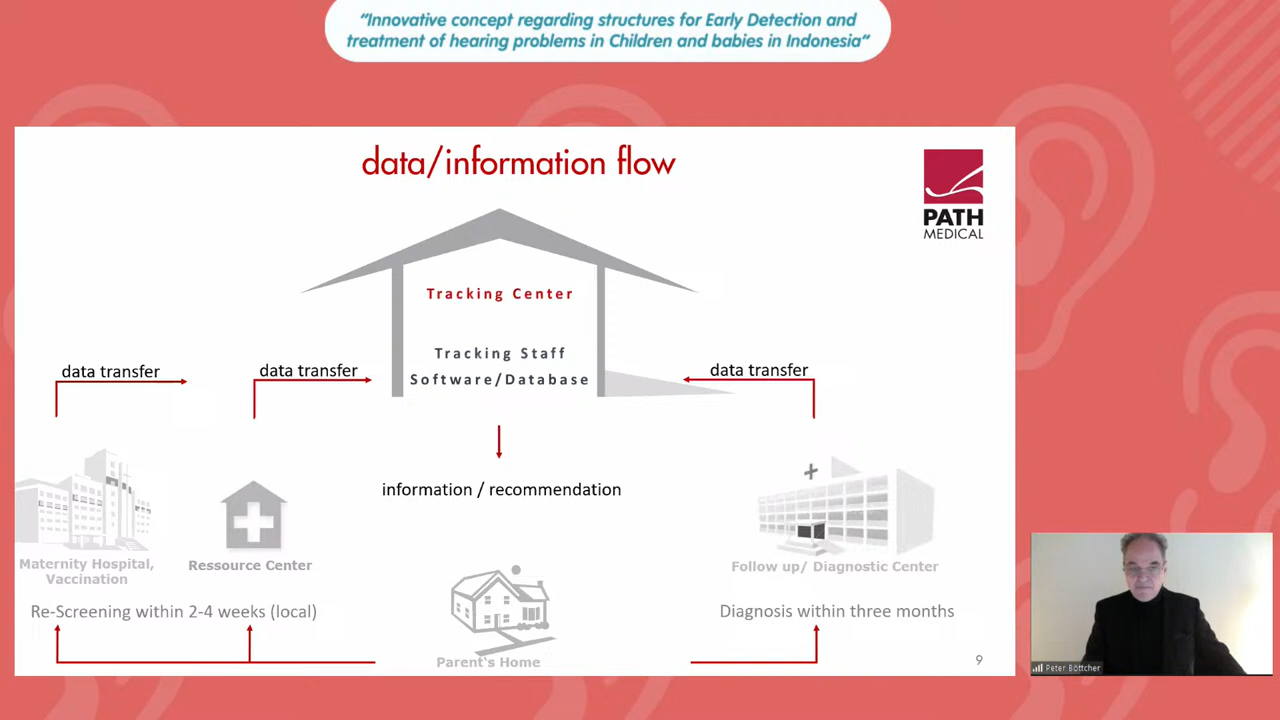 “Innovative concept regarding structures for Early Detection and
treatment of hearing problems in Children and babies in Indonesia“
data/information flow
PATH
MEDICAL
Tracking Center
Tracking Staff
Software/Database
data transfer
data transfer
data transfer
information / recommendation
Maternity Hospital,
Vaccination
Ressource Center
Follow up/ Diagnostic Center
Re-Screening within 2-4 weeks (local)
Diagnosis within three months
Parent‘s Home
9
Peter Böttcher